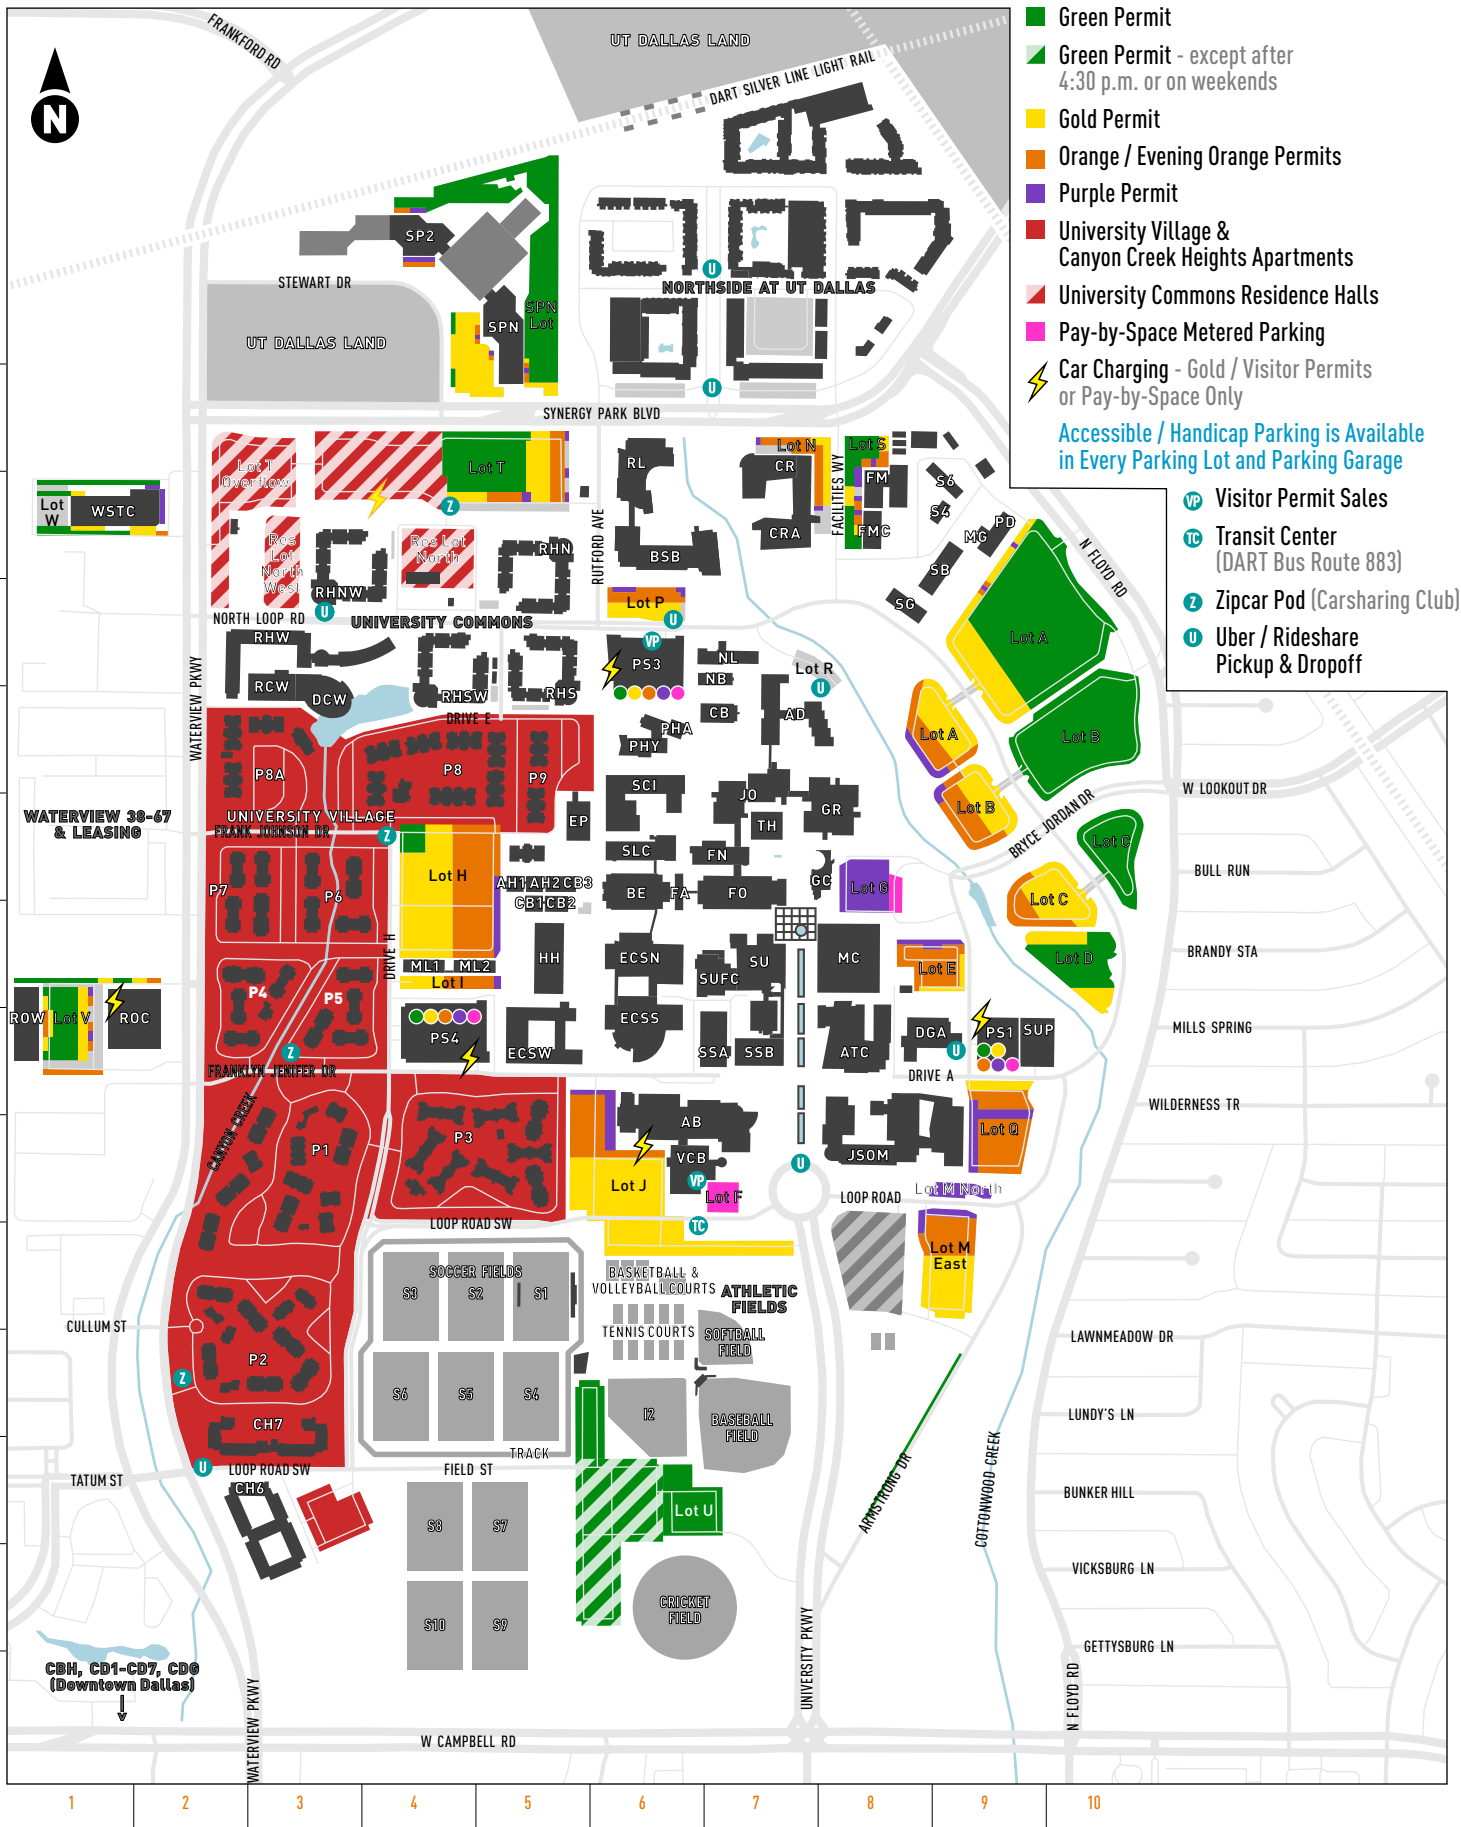 FRANKFORD RD
UT DALLAS LAND
DART SILVER LINE LIGHT RAIL
N
Green Permit
Green Permit - except after
4:30 p.m. or on weekends
Gold Permit
Orange / Evening Orange Permits
Purple Permit
University Village &
Canyon Creek Heights Apartments
University Commons Residence Halls
Pay-by-Space Metered Parking
Car Charging - Gold / Visitor Permits
or Pay-by-Space Only
Accessible / Handicap Parking is Available
in Every Parking Lot and Parking Garage
VP Visitor Permit Sales
TC Transit Center
(DART Bus Route 883)
Z Zipcar Pod (Carsharing Club)
U Uber / Rideshare
Pickup & Dropoff
SP2
STEWART DR
UT DALLAS LAND
SPN
SPN
Lot
U
NORTHSIDE AT UT DALLAS
U
SYNERGY PARK BLVD
Lot T
Overflow
Lot T
Z
RL
Lot N
CR
FACILITIES WY
Lot S
FM
S6
S4
FMC
CRA
MG
PD
SB
SG
N FLOYD RD
Lot
W
WSTC
Res
Lot
North
West
RHNW
U
Res Lot
North
RHN
RUTFORD AVE
BSB
Lot P
U
NORTH LOOP RD
UNIVERSITY COMMONS
RHW
RCW
DCW
RHSW
RHS
DRIVE E
WATERVIEW PKWY
VP
PS3
NL
NB
CB
PHA
PHY
AD
Lot R
U
Lot A
Lot A
Lot B
Lot B
BRYCE JORDAN DR
W LOOKOUT DR
P8A
P8
P9
UNIVERSITY VILLAGE
FRANK JOHNSON DR
Z
WATERVIEW 38-67
& LEASING
EP
SCI
JO
TH
GR
SLC
FN
BE
FA
FO
GC
Lot G
Lot C
Lot C
BULL RUN
P7
P6
Lot H
AH1 AH2 CB3
CB1 CB2
HH
DRIVE H
ML1
ML2
Lot I
ECSN
SUFC
SU
MC
Lot E
Lot D
BRANDY STA
P4
P5
Z
FRANKLYN JENIFER DR
ROW
Lot V
ROC
PS4
ECSW
ECSS
SSA
SSB
ATC
DGA
U
PS1
SUP
DRIVE A
MILLS SPRING
CANYON CREEK
P1
P3
AB
VCB
VP
Lot J
Lot F
TC
U
JSOM
Lot Q
WILDERNESS TR
LOOP ROAD
Lot M North
LOOP ROAD SW
Lot M
East
SOCCER FIELDS
S3
S2
S1
S6
S5
S4
TRACK
BASKETBALL &
VOLLEYBALL COURTS
ATHLETIC
FIELDS
TENNIS COURTS
SOFTBALL
FIELD
I2
BASEBALL
FIELD
CULLUM ST
P2
Z
CH7
U
LOOP ROAD SW
CH6
TATUM ST
FIELD ST
S8
S7
S10
S9
Lot U
CRICKET
FIELD
ARMSTRONG DR
COTTONWOOD CREEK
LAWNMEADOW DR
LUNDY'S LN
BUNKER HILL
VICKSBURG LN
GETTYSBURG LN
N FLOYD RD
UNIVERSITY PKWY
CBH, CD1-CD7, CDG
(Downtown Dallas)
WATERVIEW PKWY
W CAMPBELL RD
1 2 3 4 5 6 7 8 9 10